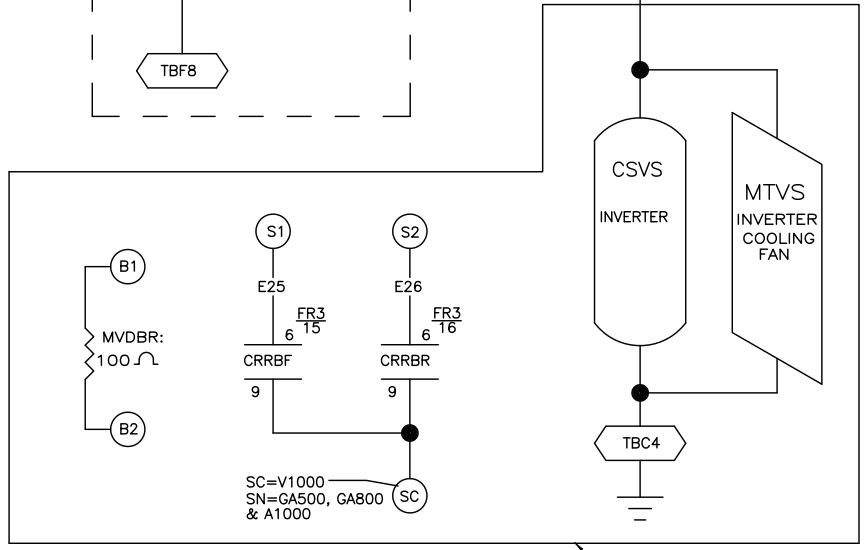 TBF8
CSVS
INVERTER
MTVS
INVERTER
COOLING
FAN
S1
S2
B1
E25
E26
FR3
15
6
FR3
16
6
MVDBR:
100 Ω
CRRBF
CRRBR
9
9
B2
TBC4
SC=V1000
SN=GA500, GA800
& A1000
SC